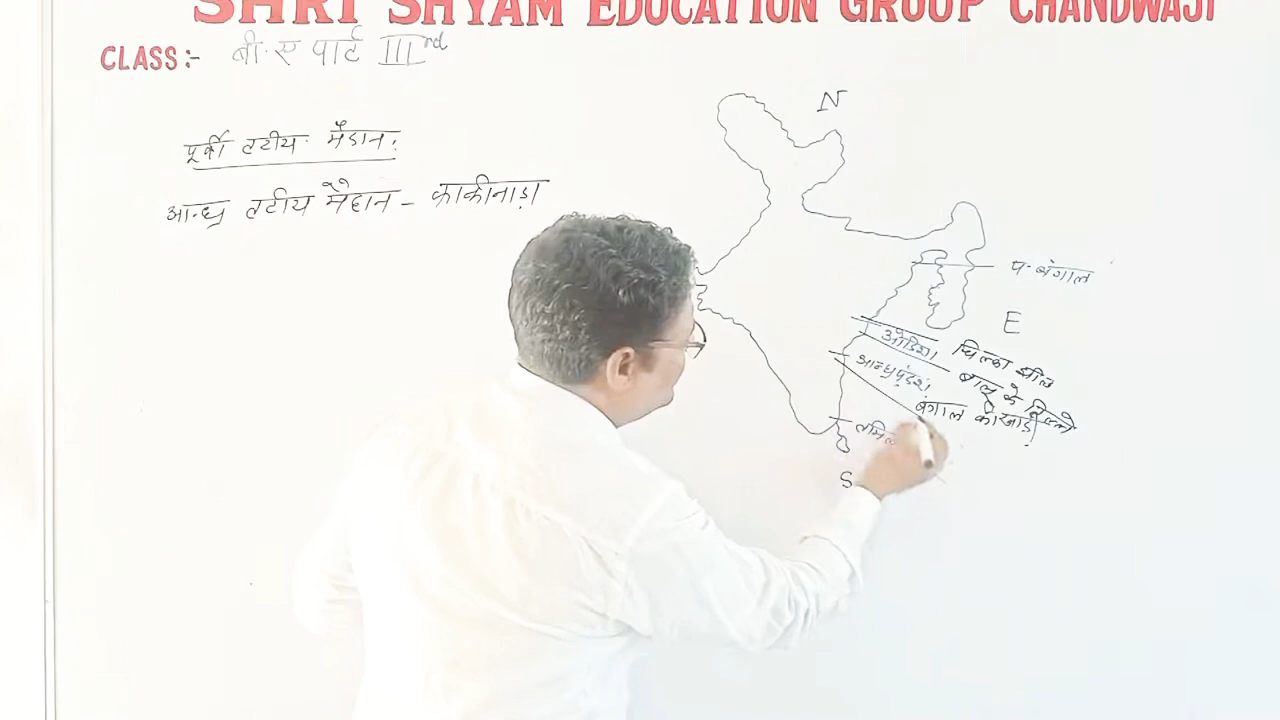 SHRI SHYAM EDUCATION GROUP CHANDWAJI
CLASS:- बी.ए पार्ट IIIrd
पूर्वी तटीय मैदान:
आन्ध्र तटीय मैदान - काकीनाड़ा
N
प. बंगाल
E
ओडिशा
चिल्का झील
आन्ध्रप्रदेश
बालू के टिल्ले
बंगाल की खाड़ी
S